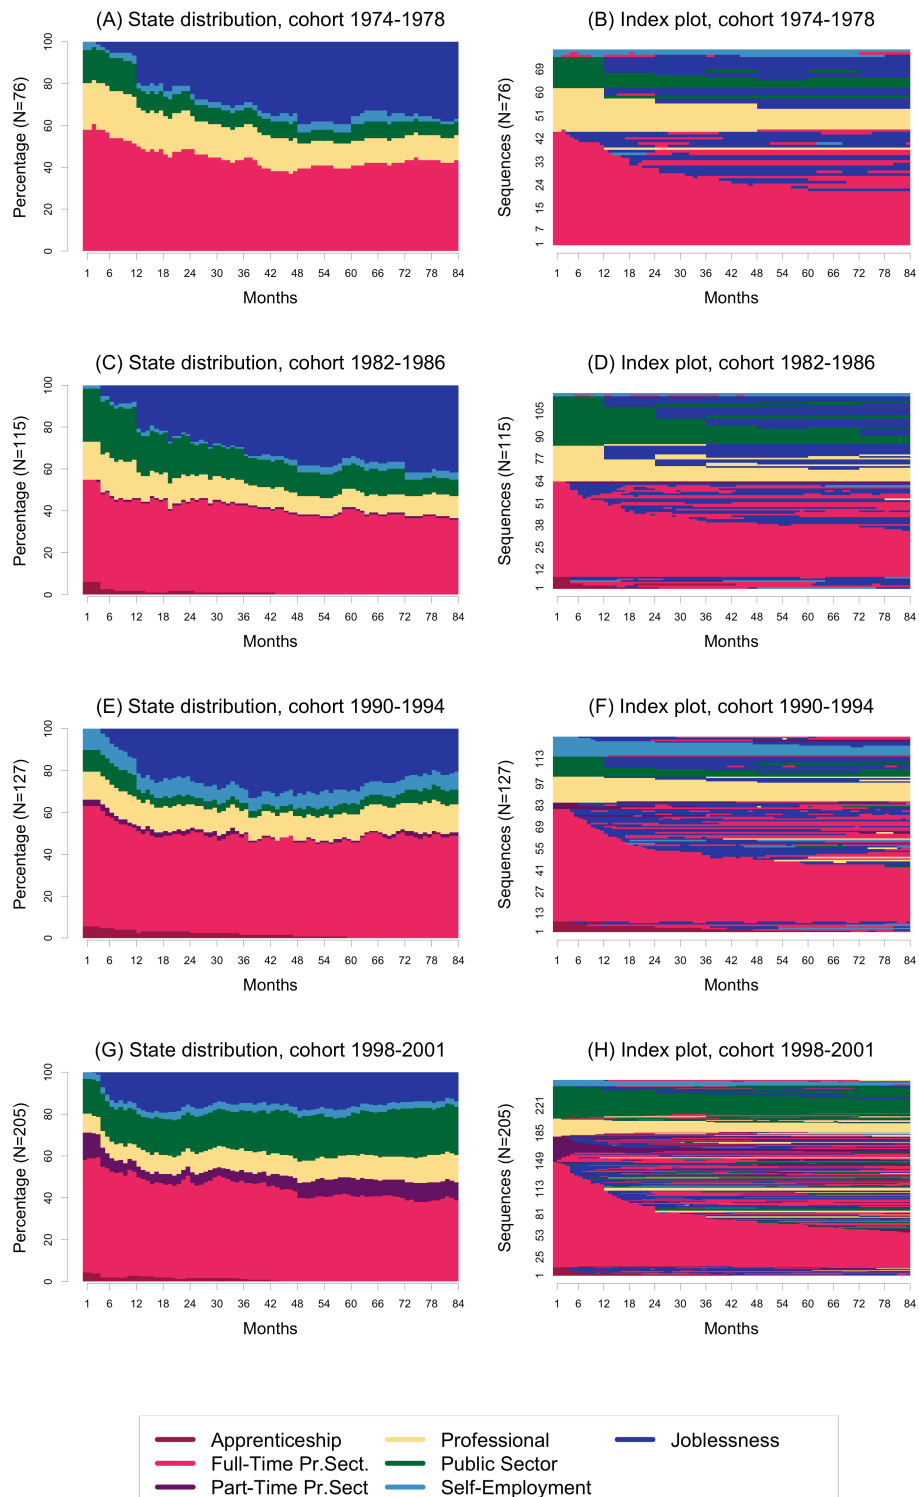 (A) State distribution, cohort 1974-1978
(B) Index plot, cohort 1974-1978
Percentage (N=76)
0 20 40 60 80 100
1 6 12 18 24 30 36 42 48 54 60 66 72 78 84
Months
Sequences (N=76)
1 7 15 24 33 42 51 60 69
1 6 12 18 24 30 36 42 48 54 60 66 72 78 84
Months
(C) State distribution, cohort 1982-1986
(D) Index plot, cohort 1982-1986
Percentage (N=115)
0 20 40 60 80 100
1 6 12 18 24 30 36 42 48 54 60 66 72 78 84
Months
Sequences (N=115)
1 12 25 38 51 64 77 90 105
1 6 12 18 24 30 36 42 48 54 60 66 72 78 84
Months
(E) State distribution, cohort 1990-1994
(F) Index plot, cohort 1990-1994
Percentage (N=127)
0 20 40 60 80 100
1 6 12 18 24 30 36 42 48 54 60 66 72 78 84
Months
Sequences (N=127)
1 13 27 41 55 69 83 97 113
1 6 12 18 24 30 36 42 48 54 60 66 72 78 84
Months
(G) State distribution, cohort 1998-2001
(H) Index plot, cohort 1998-2001
Percentage (N=205)
0 20 40 60 80 100
1 6 12 18 24 30 36 42 48 54 60 66 72 78 84
Months
Sequences (N=205)
1 25 53 81 113 149 185 221
1 6 12 18 24 30 36 42 48 54 60 66 72 78 84
Months
Apprenticeship
Full-Time Pr.Sect.
Part-Time Pr.Sect
Professional
Public Sector
Self-Employment
Joblessness